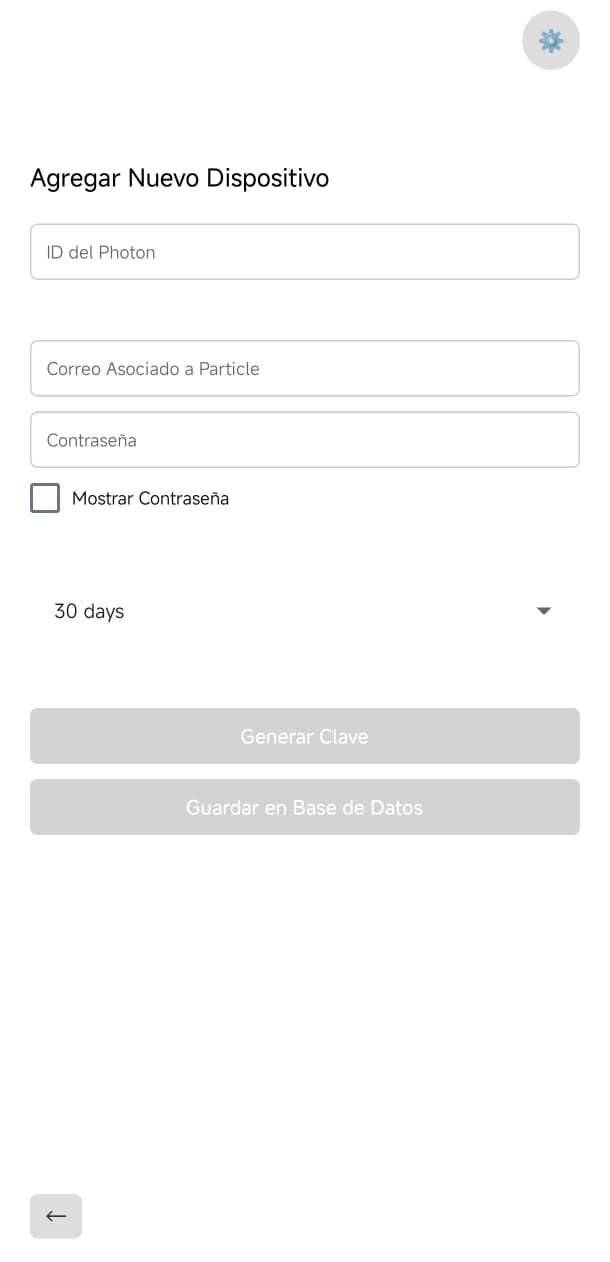 Agregar Nuevo Dispositivo
ID del Photon
Correo Asociado a Particle
Contraseña
Mostrar Contraseña
30 days
Generar Clave
Guardar en Base de Datos